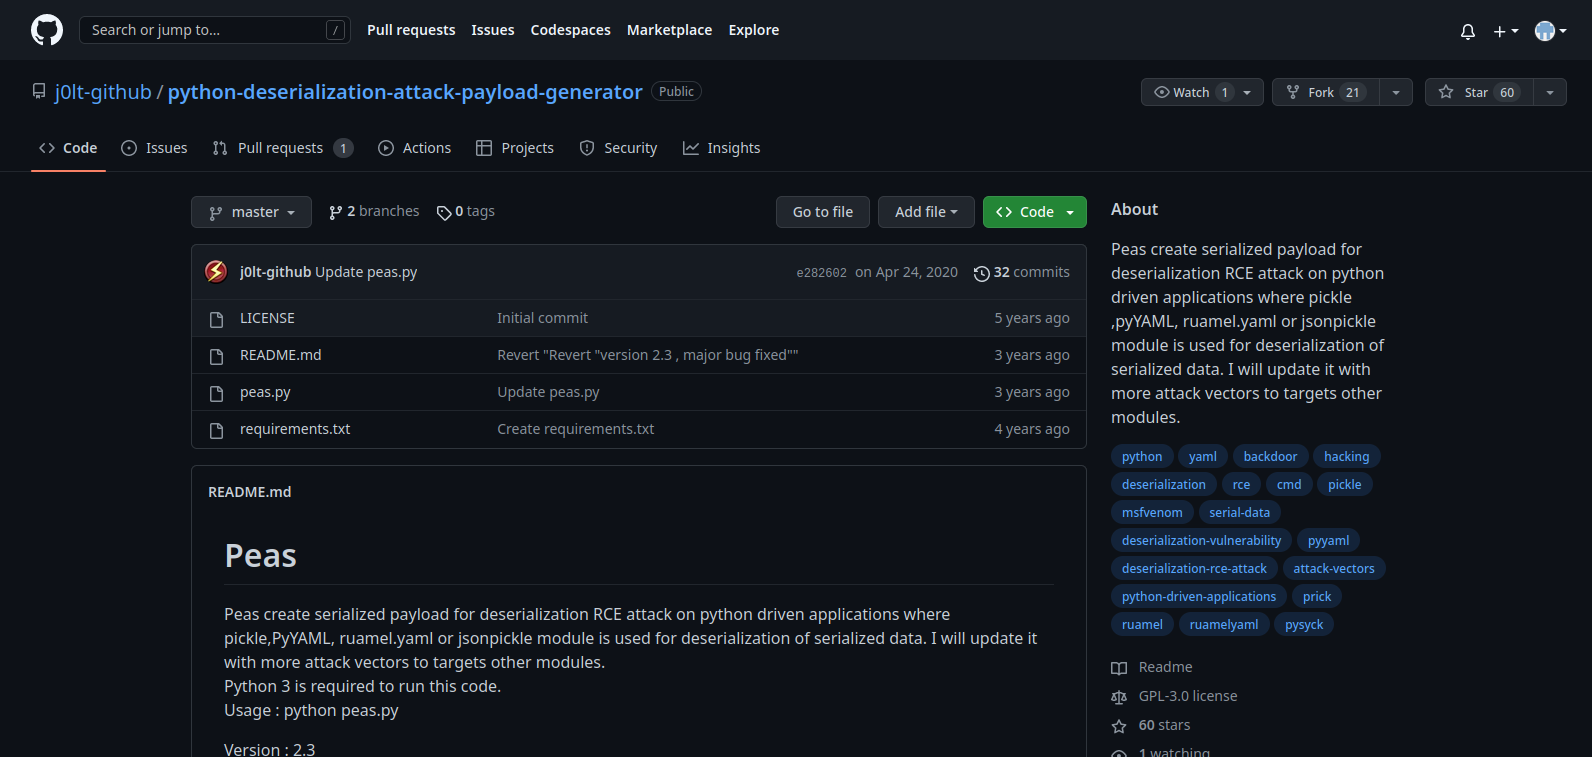 Search or jump to... /
Pull requests Issues Codespaces Marketplace Explore
j0lt-github / python-deserialization-attack-payload-generator Public
Watch 1 Fork 21 Star 60
Code Issues Pull requests 1 Actions Projects Security Insights
master 2 branches 0 tags Go to file Add file Code
j0lt-github Update peas.py e282602 on Apr 24, 2020 32 commits
LICENSE Initial commit 5 years ago
README.md Revert "Revert "version 2.3 , major bug fixed"" 3 years ago
peas.py Update peas.py 3 years ago
requirements.txt Create requirements.txt 4 years ago
README.md
Peas
Peas create serialized payload for deserialization RCE attack on python driven applications where
pickle,PyYAML, ruamel.yaml or jsonpickle module is used for deserialization of serialized data. I will update it
with more attack vectors to targets other modules.
Python 3 is required to run this code.
Usage : python peas.py
Version : 2.3
About
Peas create serialized payload for
deserialization RCE attack on python
driven applications where pickle
,pyYAML, ruamel.yaml or jsonpickle
module is used for deserialization of
serialized data. I will update it with
more attack vectors to targets other
modules.
python yaml backdoor hacking
deserialization rce cmd pickle
msfvenom serial-data
deserialization-vulnerability pyyaml
deserialization-rce-attack attack-vectors
python-driven-applications prick
ruamel ruamelyaml pysyck
Readme
GPL-3.0 license
60 stars
1 watching